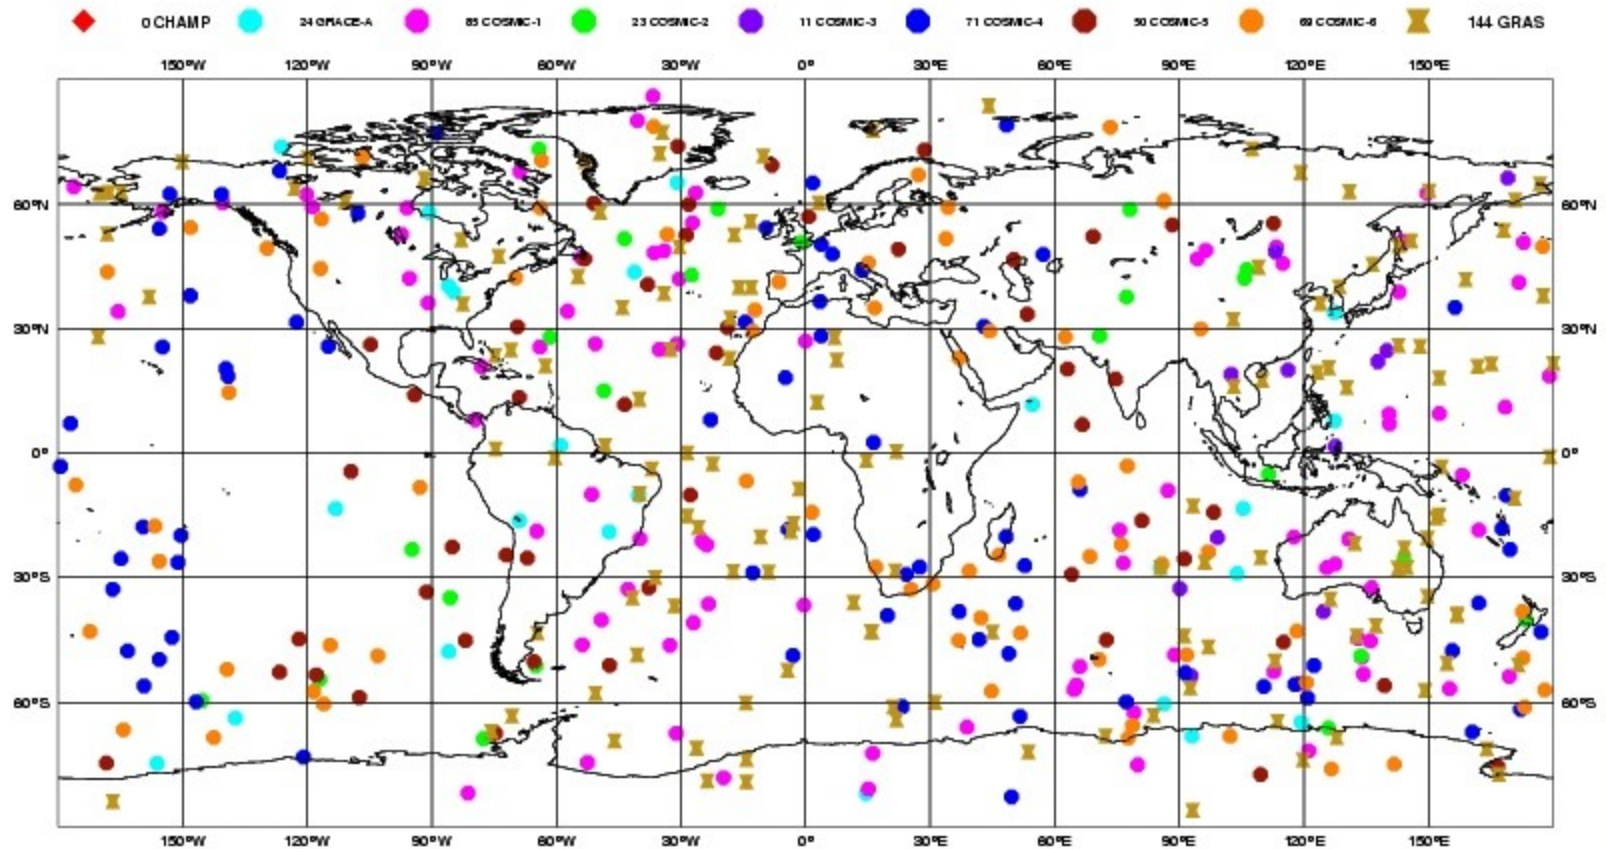 0 CHAMP 24 GRACE-A 85 COSMIC-1 23 COSMIC-2 11 COSMIC-3 71 COSMIC-4 50 COSMIC-5 69 COSMIC-6 144 GRAS
150°W 120°W 90°W 60°W 30°W 0° 30°E 60°E 90°E 120°E 150°E
60°N 60°N
30°N 30°N
0° 0°
30°S 30°S
60°S 60°S
150°W 120°W 90°W 60°W 30°W 0° 30°E 60°E 90°E 120°E 150°E